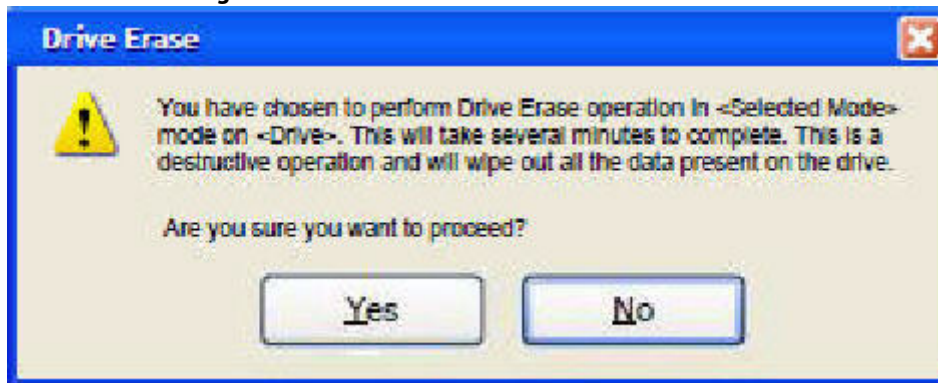 Drive Erase
You have chosen to perform Drive Erase operation in <Selected Mode>
mode on <Drive>. This will take several minutes to complete. This is a
destructive operation and will wipe out all the data present on the drive.
Are you sure you want to proceed?
Yes
No